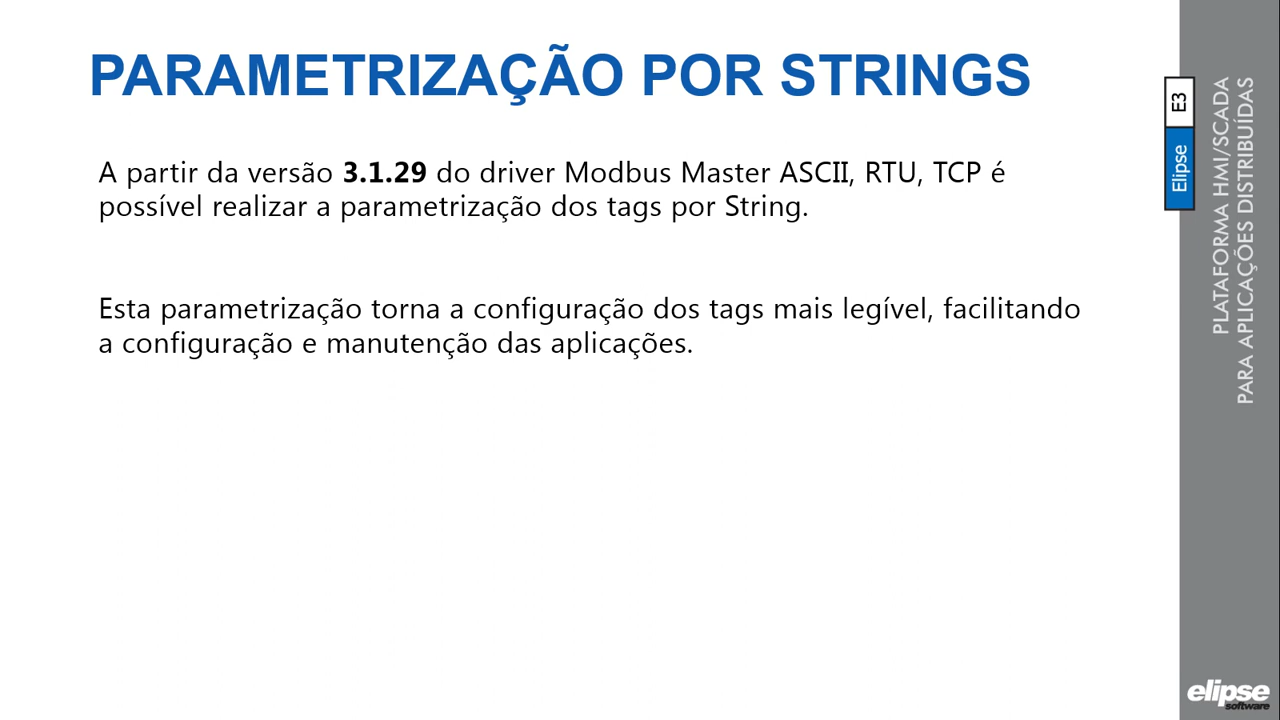 PARAMETRIZAÇÃO POR STRINGS
A partir da versão 3.1.29 do driver Modbus Master ASCII, RTU, TCP é
possível realizar a parametrização dos tags por String.
Esta parametrização torna a configuração dos tags mais legível, facilitando
a configuração e manutenção das aplicações.
Elipse E3
PLATAFORMA HMI/SCADA
PARA APLICAÇÕES DISTRIBUÍDAS
elipse
software